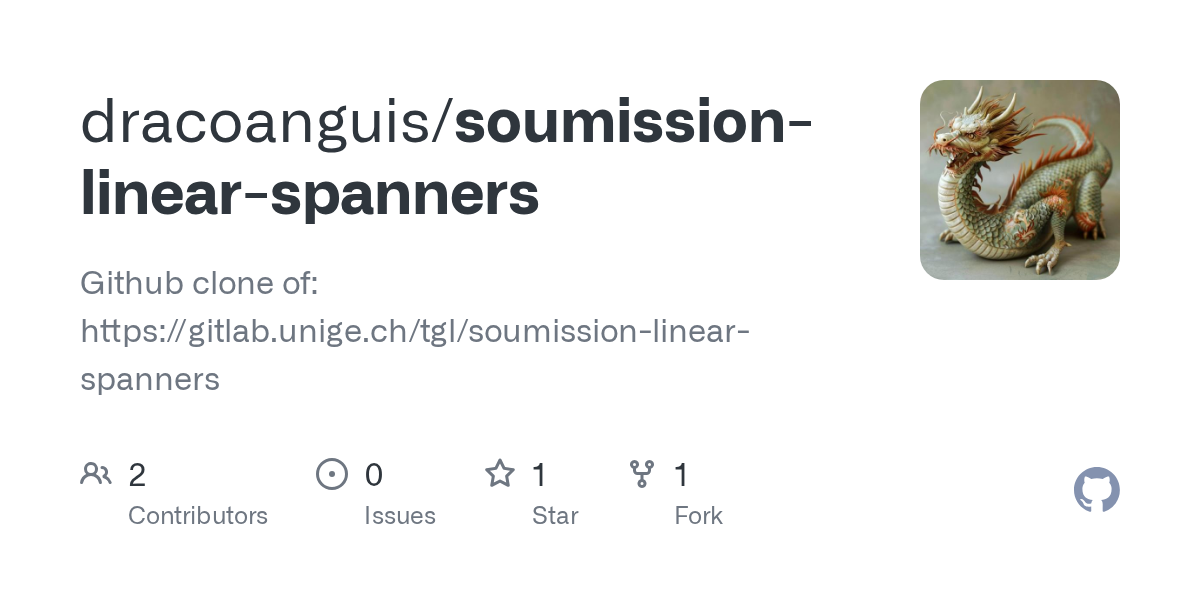 dracoanguis/soumission-
linear-spanners
Github clone of:
https://gitlab.unige.ch/tgl/soumission-linear-
spanners
2 0 1 1
Contributors Issues Star Fork